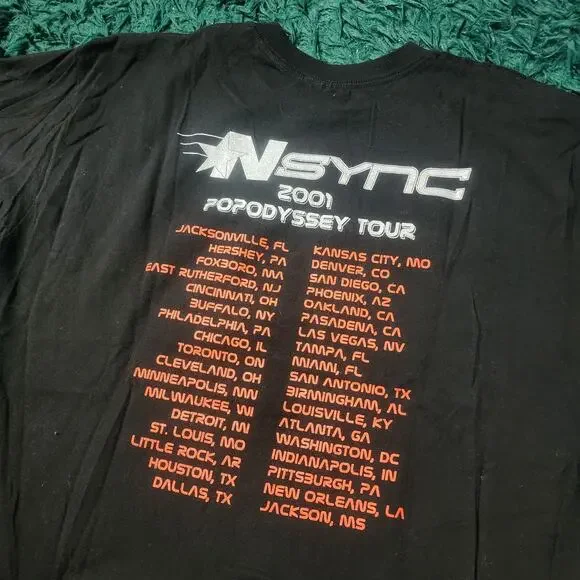 NSYNC
2001
POPODYSSEY TOUR
JACKSONVILLE, FL
HERSHEY, PA
FOXBORO, MA
EAST RUTHERFORD, NJ
CINCINNATI, OH
BUFFALO, NY
PHILADELPHIA, PA
CHICAGO, IL
TORONTO, ON
CLEVELAND, OH
MINNEAPOLIS, MN
MILWAUKEE, WI
DETROIT, MI
ST. LOUIS, MO
LITTLE ROCK, AR
HOUSTON, TX
DALLAS, TX
KANSAS CITY, MO
DENVER, CO
SAN DIEGO, CA
PHOENIX, AZ
OAKLAND, CA
PASADENA, CA
LAS VEGAS, NV
TAMPA, FL
MIAMI, FL
SAN ANTONIO, TX
BIRMINGHAM, AL
LOUISVILLE, KY
ATLANTA, GA
WASHINGTON, DC
INDIANAPOLIS, IN
PITTSBURGH, PA
NEW ORLEANS, LA
JACKSON, MS